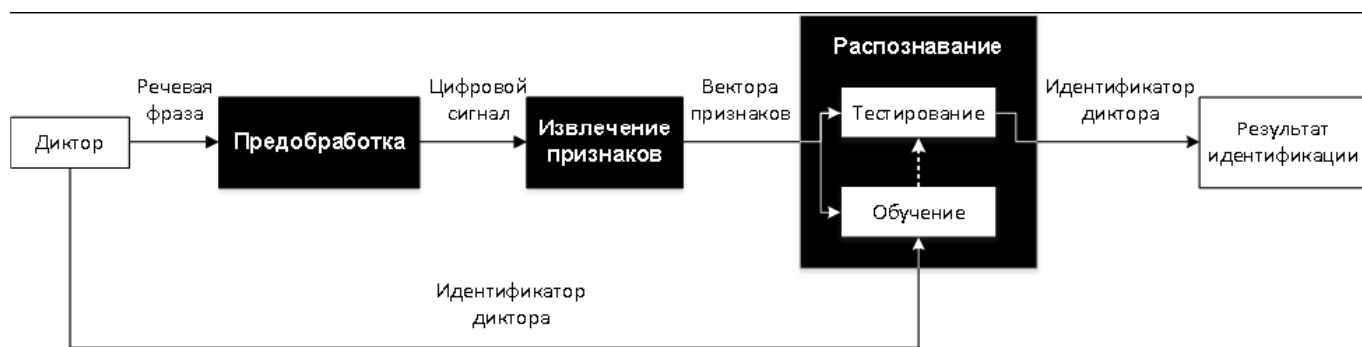 Распознавание
Речевая
фраза
Цифровой
сигнал
Вектора
признаков
Идентификатор
диктора
Диктор
Предобработка
Извлечение
признаков
Тестирование
Обучение
Результат
идентификации
Идентификатор
диктора